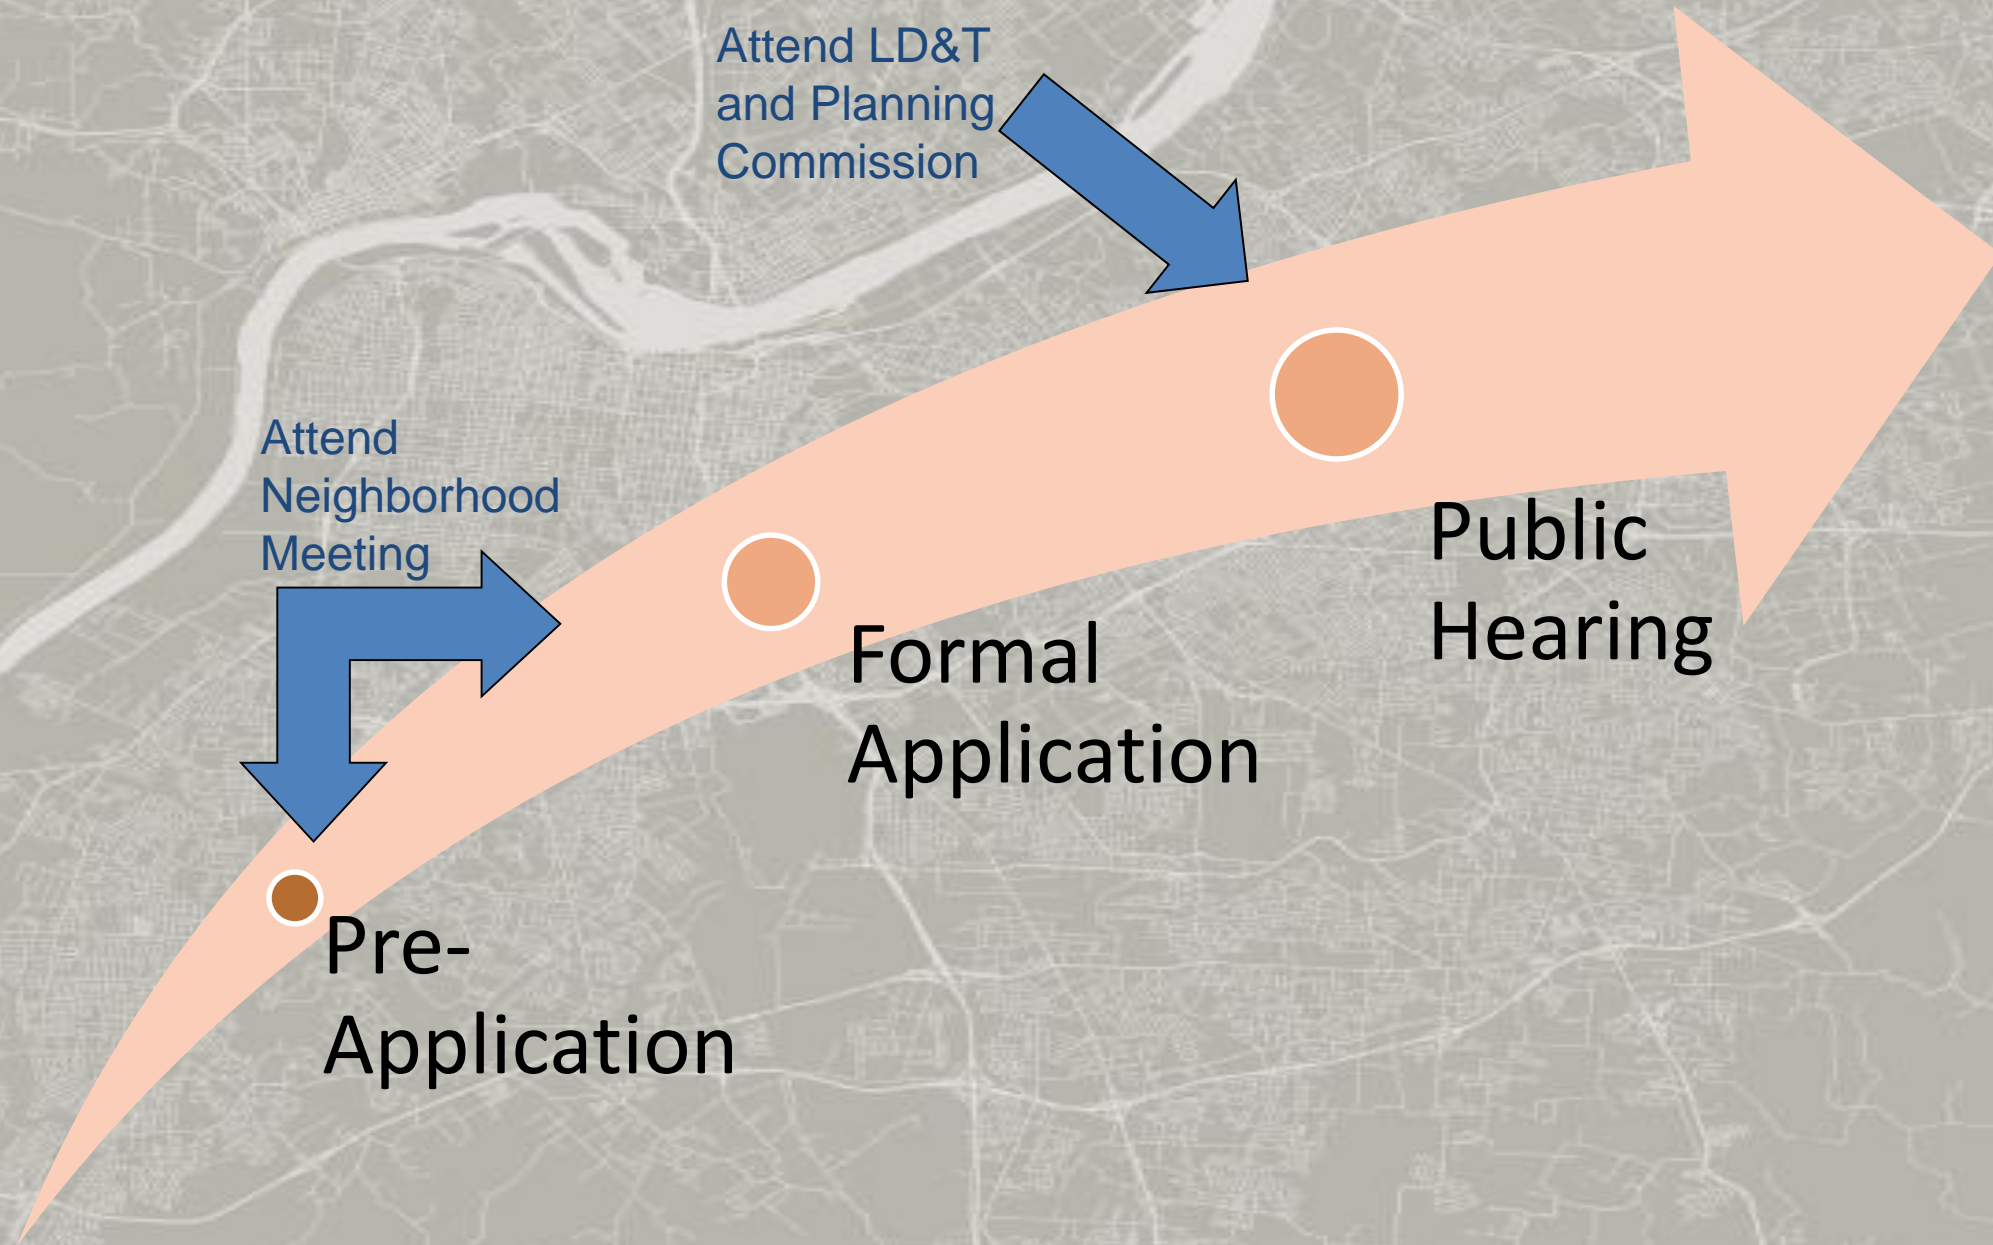 Attend LD&T
and Planning
Commission
Attend
Neighborhood
Meeting
Public
Hearing
Formal
Application
Pre-
Application